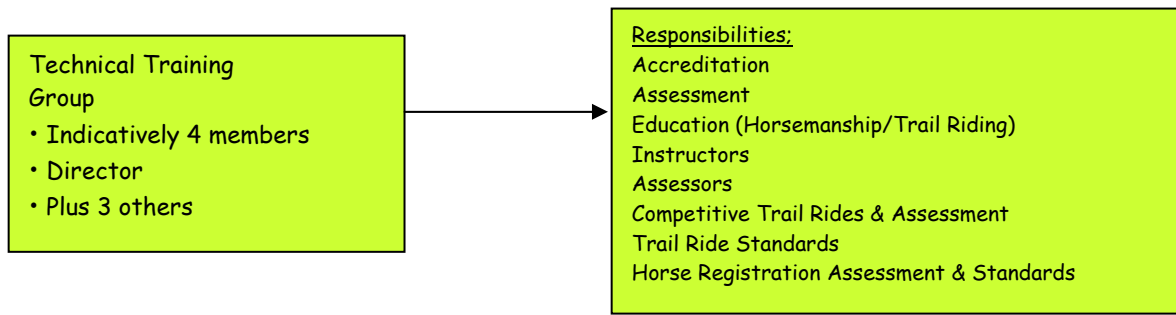 Technical Training
Group
• Indicatively 4 members
• Director
• Plus 3 others
Responsibilities;
Accreditation
Assessment
Education (Horsemanship/Trail Riding)
Instructors
Assessors
Competitive Trail Rides & Assessment
Trail Ride Standards
Horse Registration Assessment & Standards